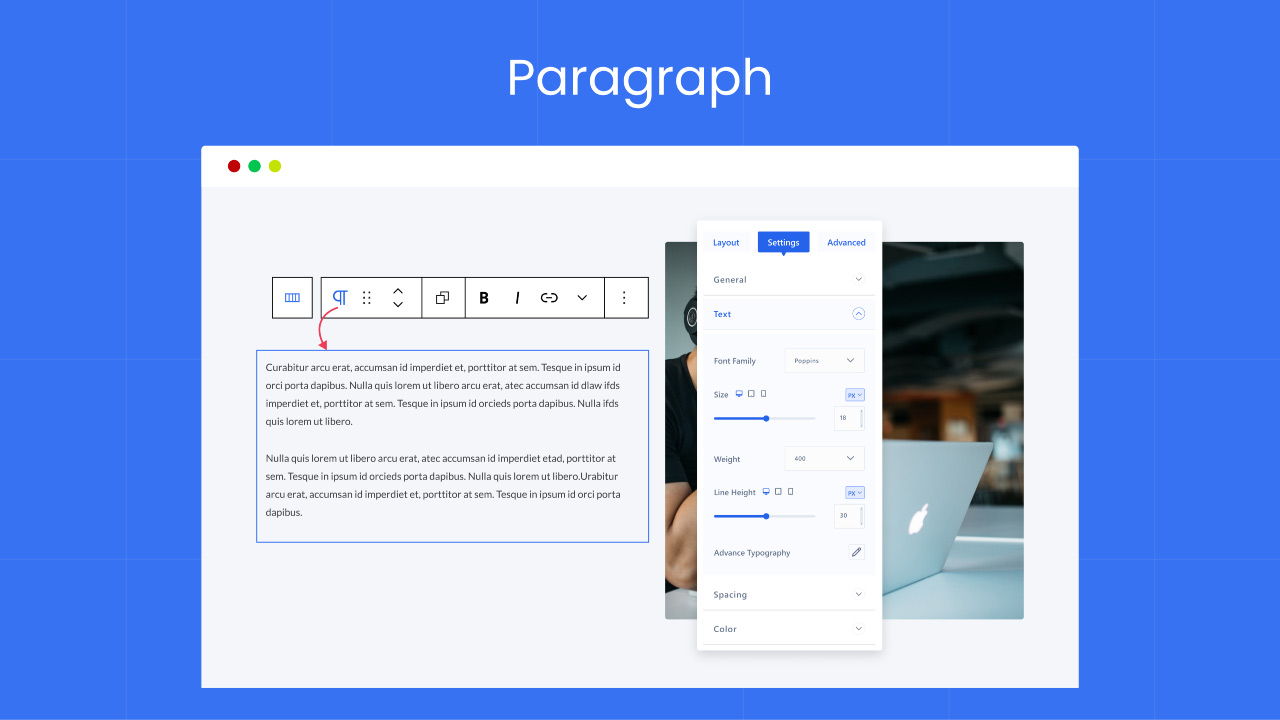 Paragraph
B I
Curabitur arcu erat, accumsan id imperdiet et, porttitor at sem. Tesque in ipsum id
orci porta dapibus. Nulla quis lorem ut libero arcu erat, atec accumsan id dlaw ifds
imperdiet et, porttitor at sem. Tesque in ipsum id orcieds porta dapibus. Nulla ifds
quis lorem ut libero.
Nulla quis lorem ut libero arcu erat, atec accumsan id imperdiet etad, porttitor at
sem. Tesque in ipsum id orcieds porta dapibus. Nulla quis lorem ut libero.Urabitur
arcu erat, accumsan id imperdiet et, porttitor at sem. Tesque in ipsum id orci porta
dapibus.
Layout Settings Advanced
General
Text
Font Family Poppins
Size PX
18
Weight 400
Line Height PX
30
Advance Typography
Spacing
Color